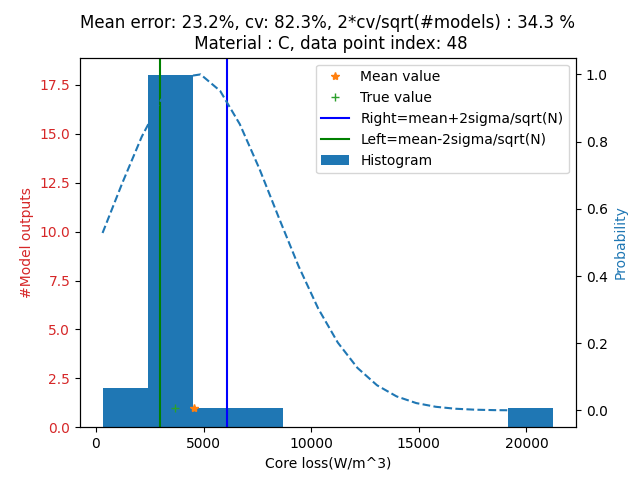 Mean error: 23.2%, cv: 82.3%, 2*cv/sqrt(#models) : 34.3 %
Material : C, data point index: 48
Mean value
True value
Right=mean+2sigma/sqrt(N)
Left=mean-2sigma/sqrt(N)
Histogram
#Model outputs
17.5
15.0
12.5
10.0
7.5
5.0
2.5
0.0
1.0
0.8
0.6
0.4
0.2
0.0
Probability
0
5000
10000
15000
20000
Core loss(W/m^3)